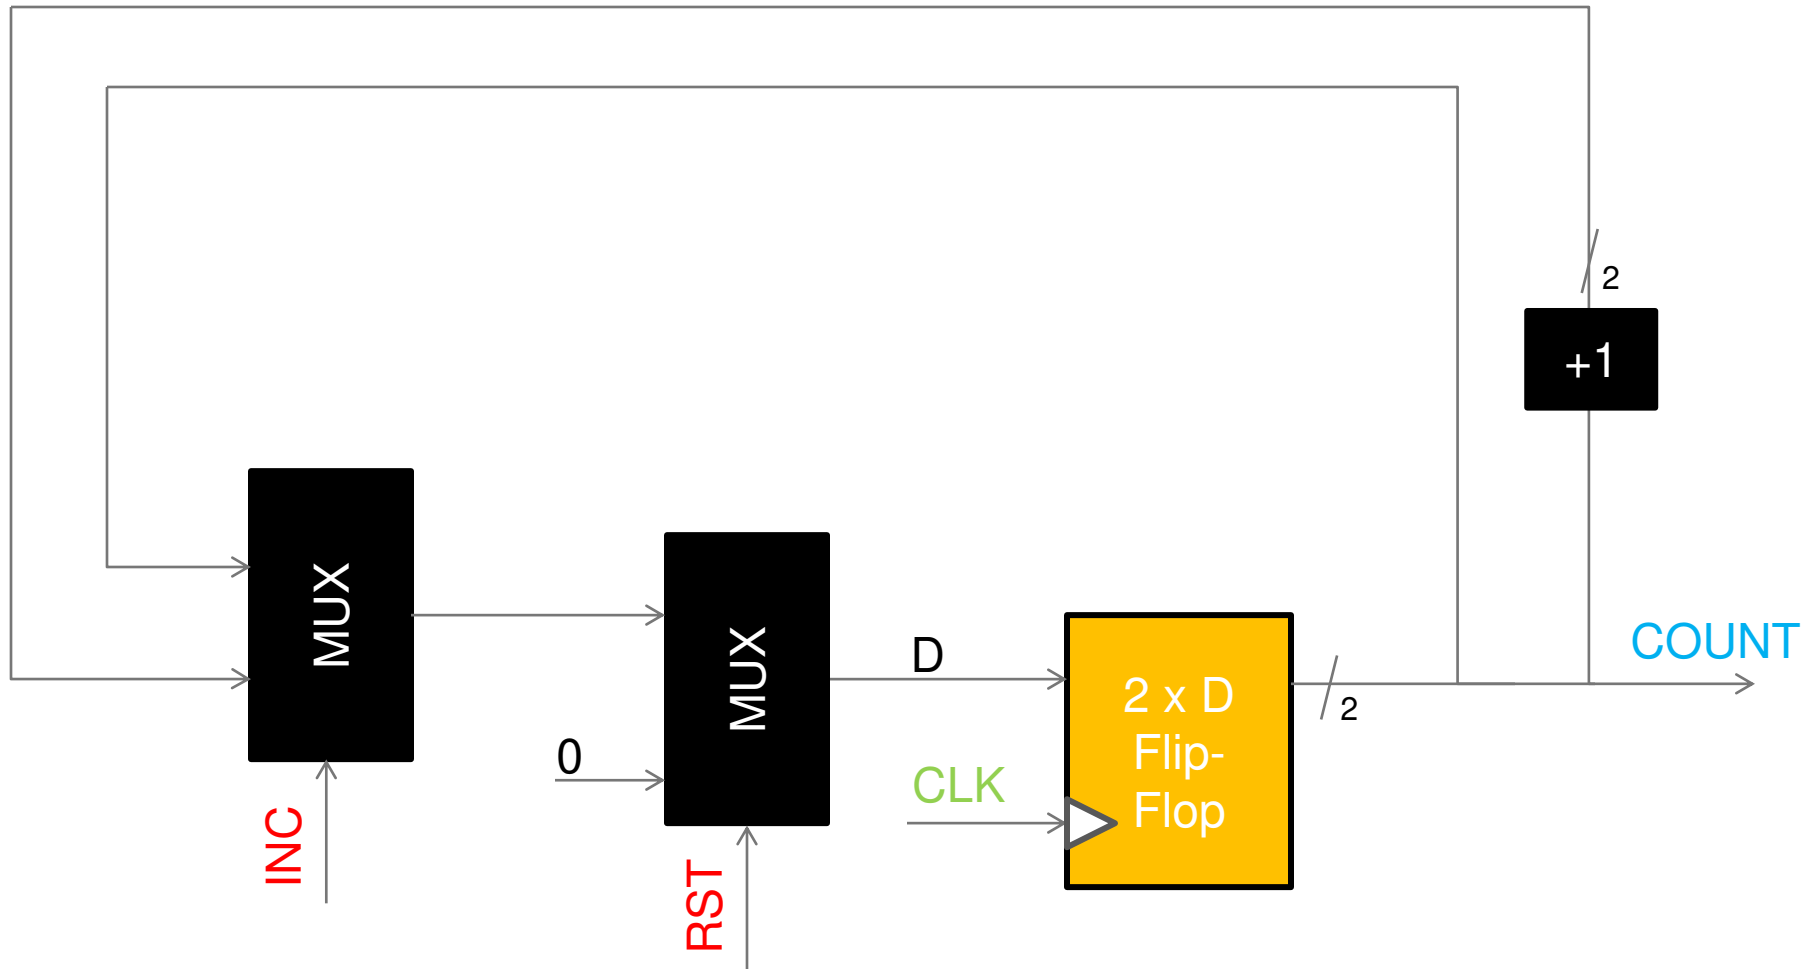 2
+1
MUX
MUX
D
COUNT
2 x D
Flip-
Flop
2
0
CLK
INC
RST